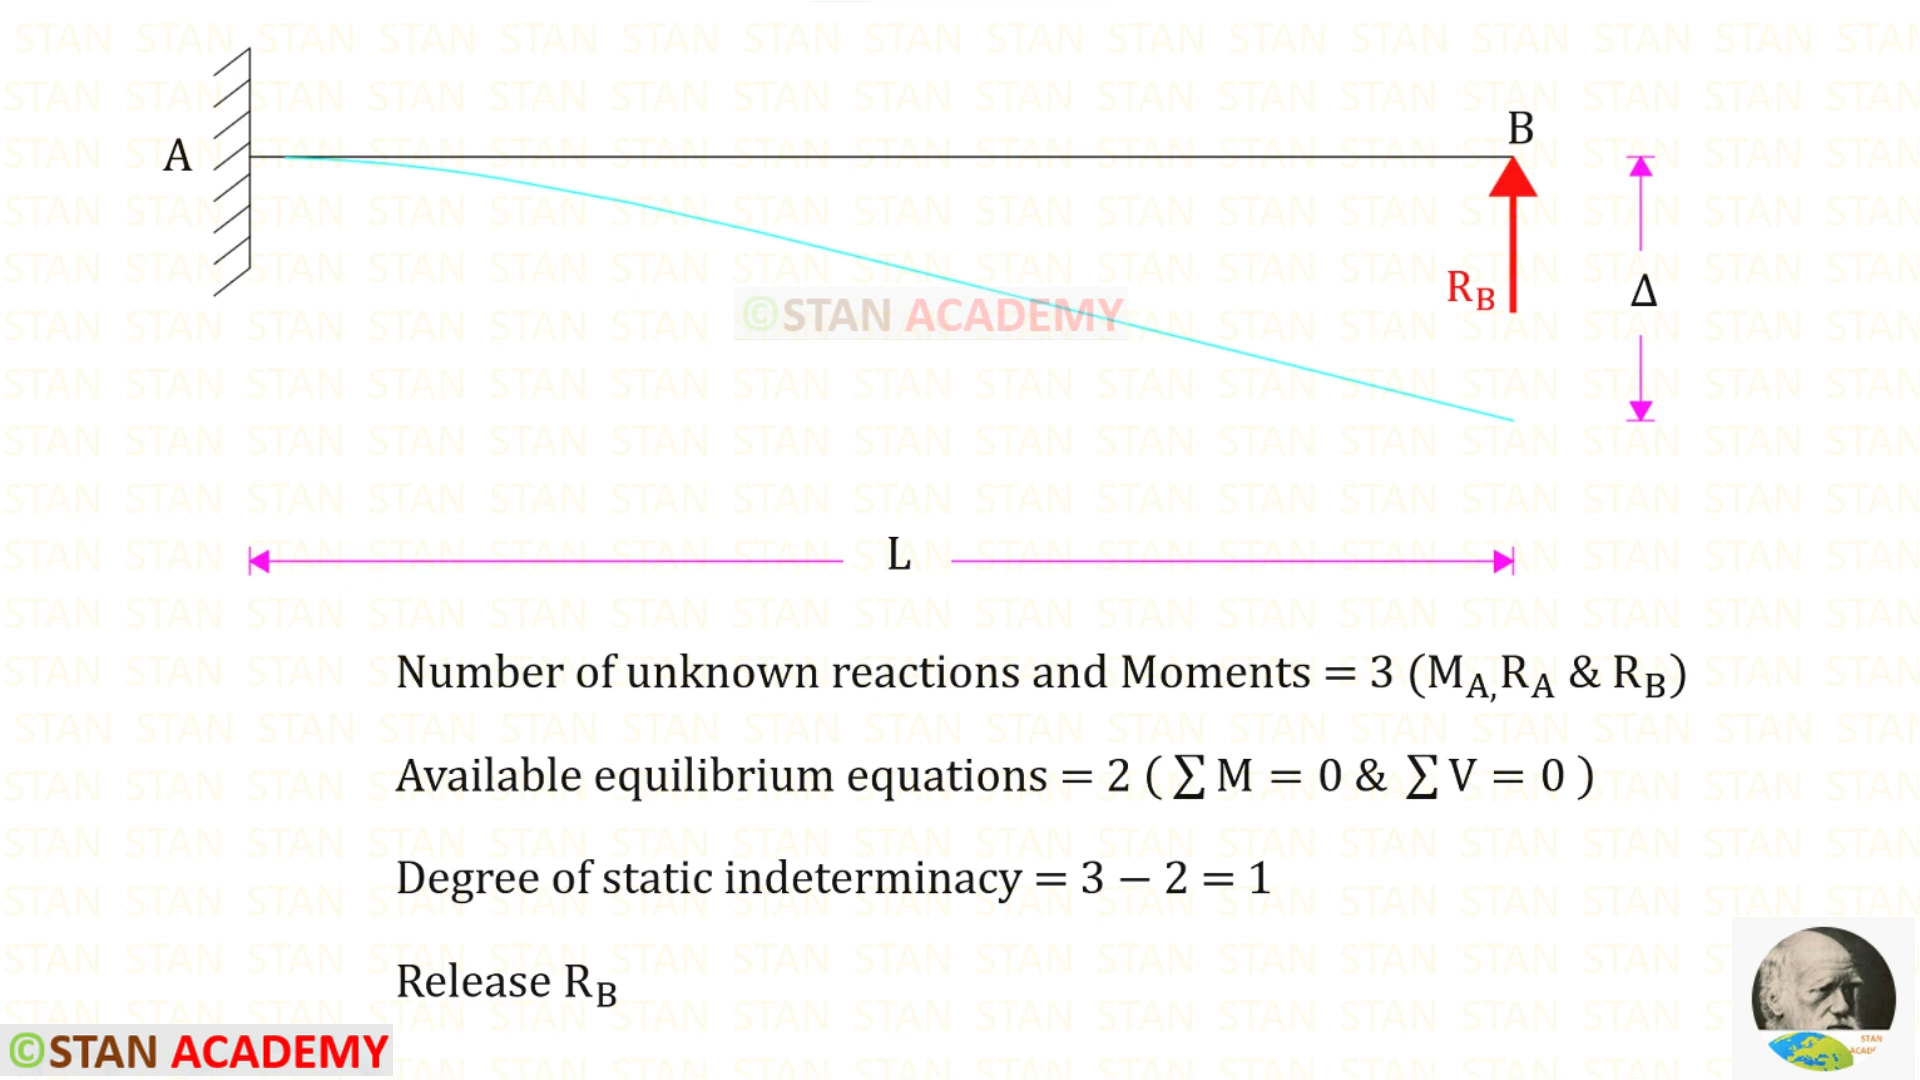 B
A
R_B
Δ
©STAN ACADEMY
L
Number of unknown reactions and Moments = 3 (M_A, R_A & R_B)
Available equilibrium equations = 2 ( ∑ M = 0 & ∑ V = 0 )
Degree of static indeterminacy = 3 − 2 = 1
Release R_B
©STAN ACADEMY
STAN